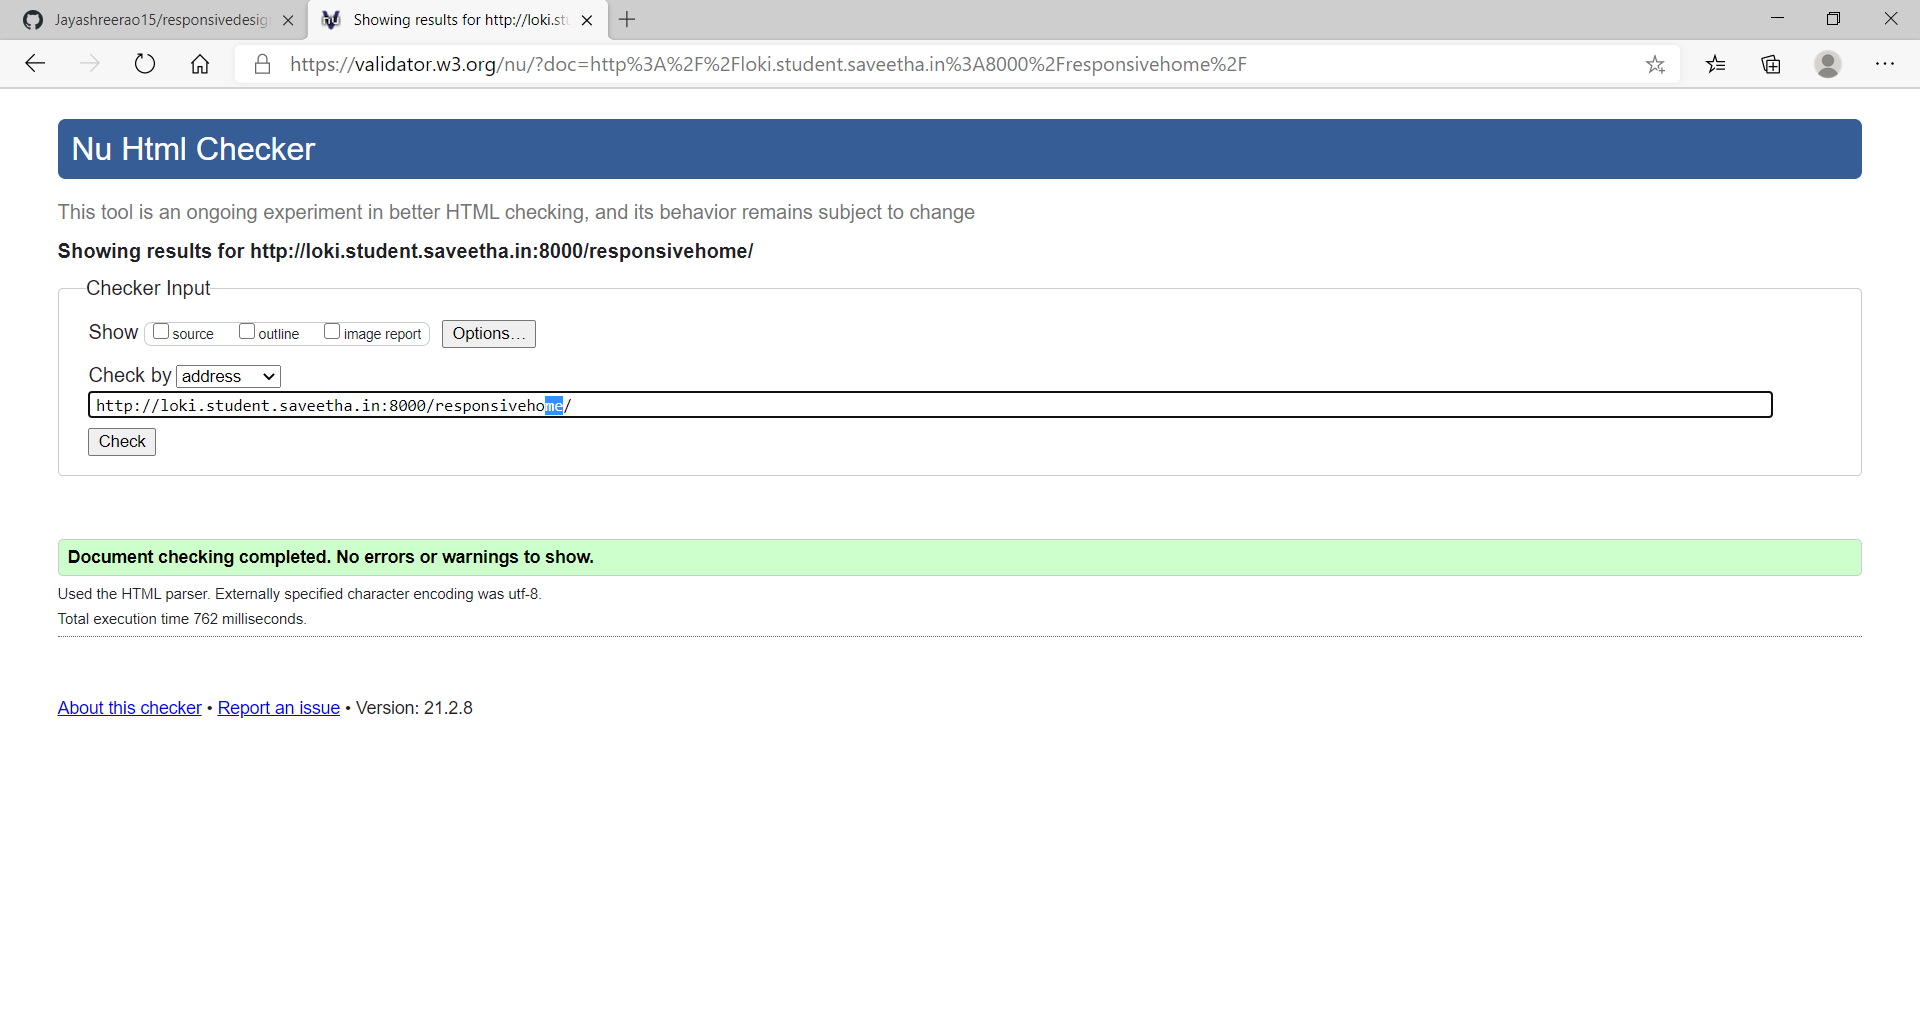 Jayashreerao15/responsivedesig
Showing results for http://loki.stu
https://validator.w3.org/nu/?doc=http%3A%2F%2Floki.student.saveetha.in%3A8000%2Fresponsivehome%2F
Nu Html Checker
This tool is an ongoing experiment in better HTML checking, and its behavior remains subject to change
Showing results for http://loki.student.saveetha.in:8000/responsivehome/
Checker Input
Show source outline image report Options...
Check by address
http://loki.student.saveetha.in:8000/responsivehome/
Check
Document checking completed. No errors or warnings to show.
Used the HTML parser. Externally specified character encoding was utf-8.
Total execution time 762 milliseconds.
About this checker • Report an issue • Version: 21.2.8